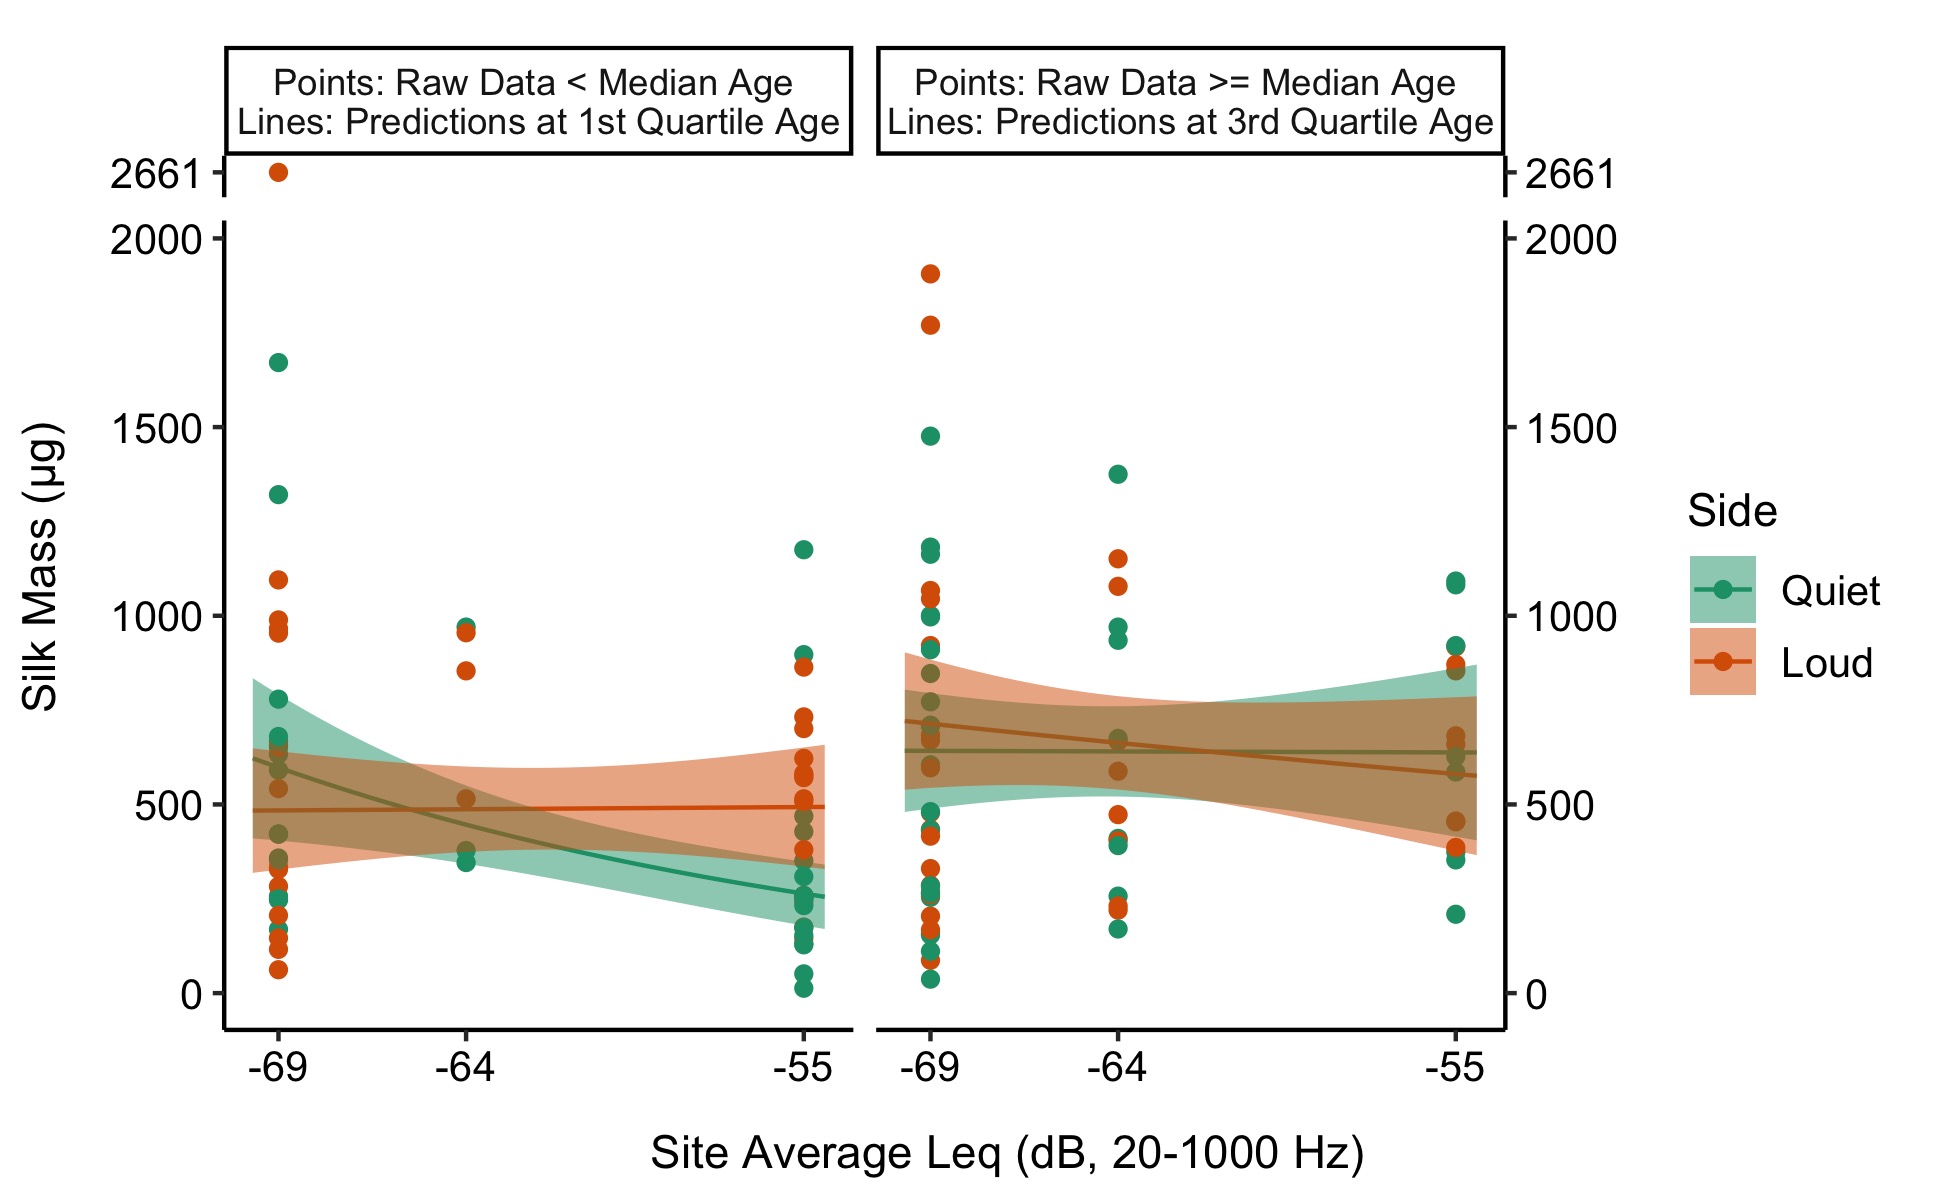 Points: Raw Data < Median Age
Lines: Predictions at 1st Quartile Age
Points: Raw Data >= Median Age
Lines: Predictions at 3rd Quartile Age
2661
2000
1500
1000
500
0
Silk Mass (µg)
2661
2000
1500
1000
500
0
-69
-64
-55
-69
-64
-55
Site Average Leq (dB, 20-1000 Hz)
Side
Quiet
Loud